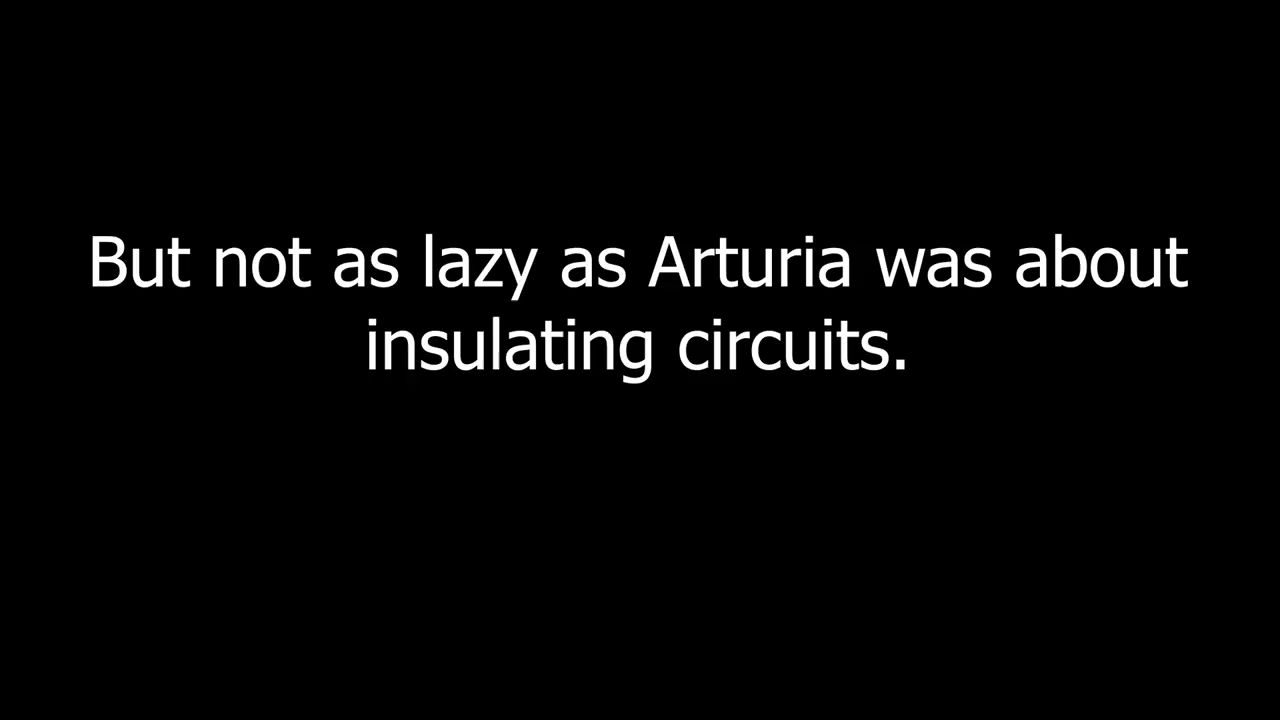 But not as lazy as Arturia was about
insulating circuits.